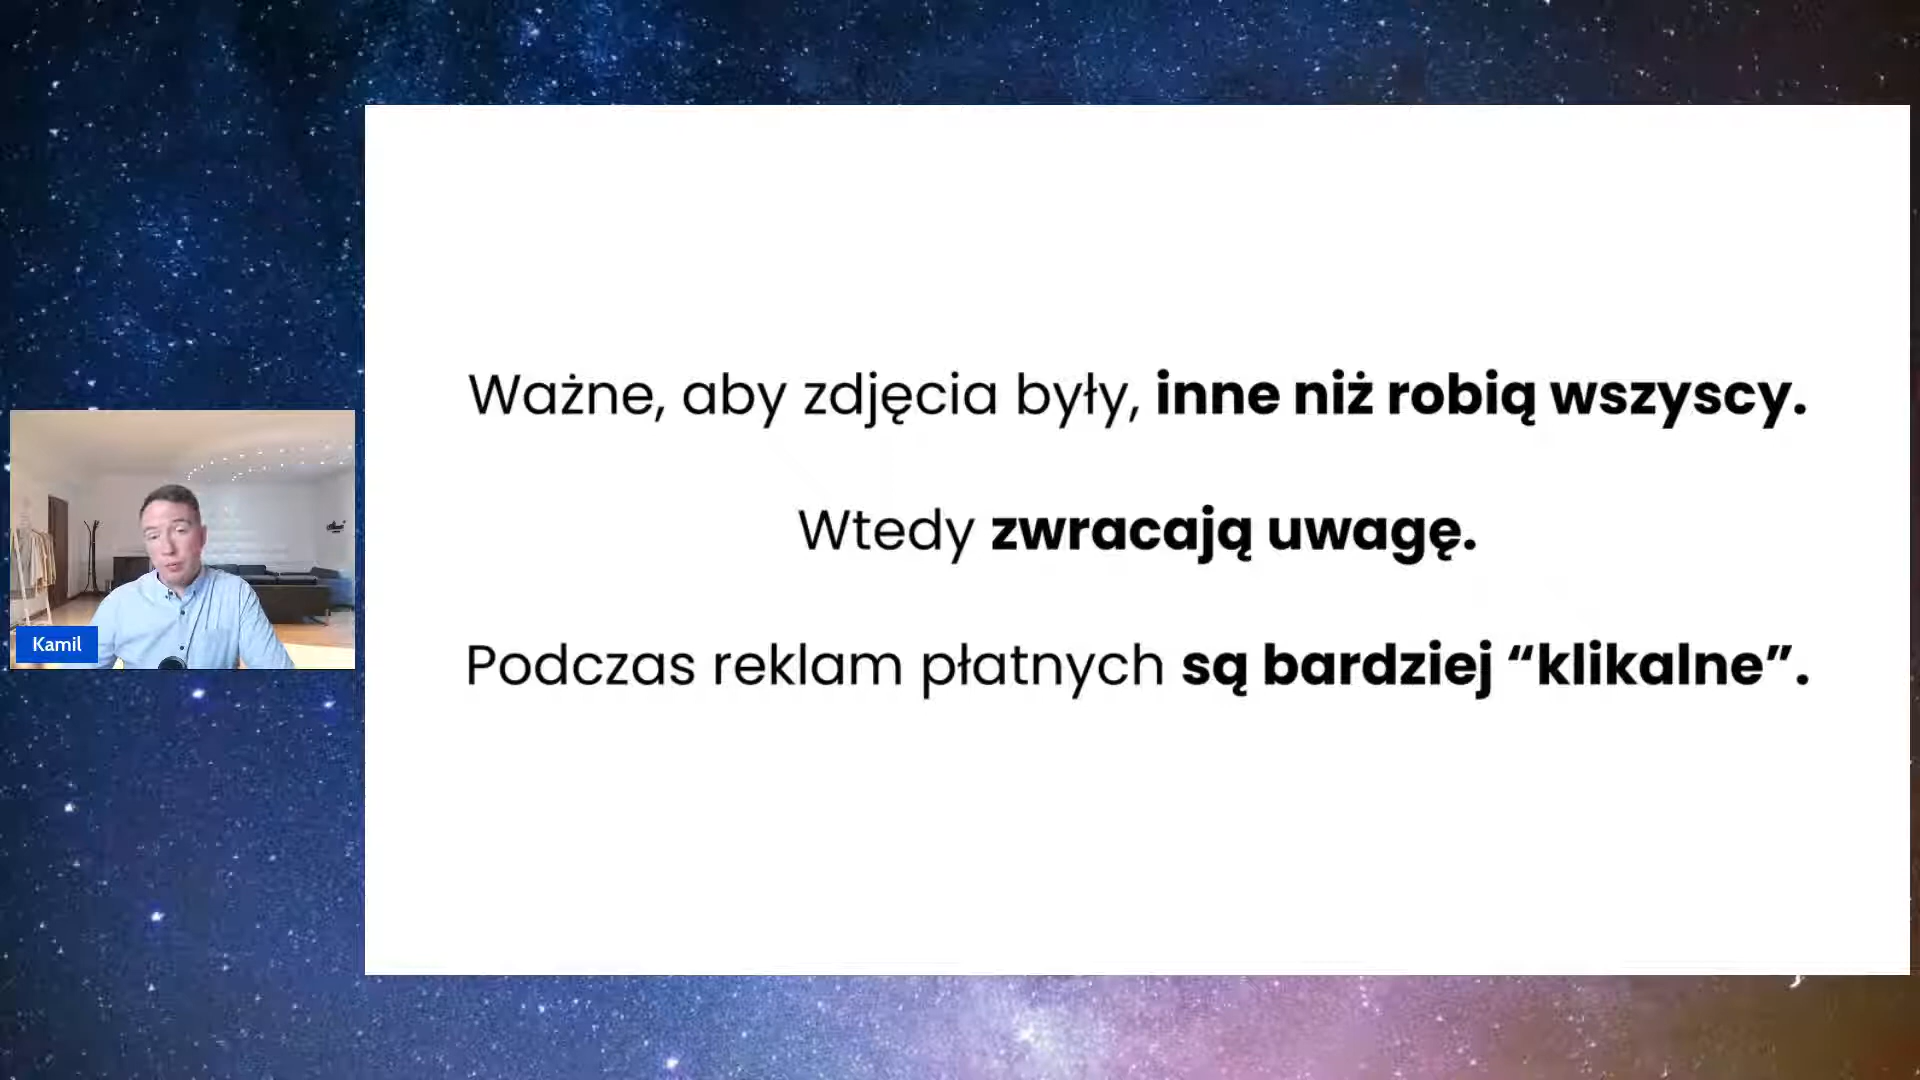 Ważne, aby zdjęcia były, inne niż robią wszyscy.
Wtedy zwracają uwagę.
Podczas reklam płatnych są bardziej “klikalne”.
Kamil